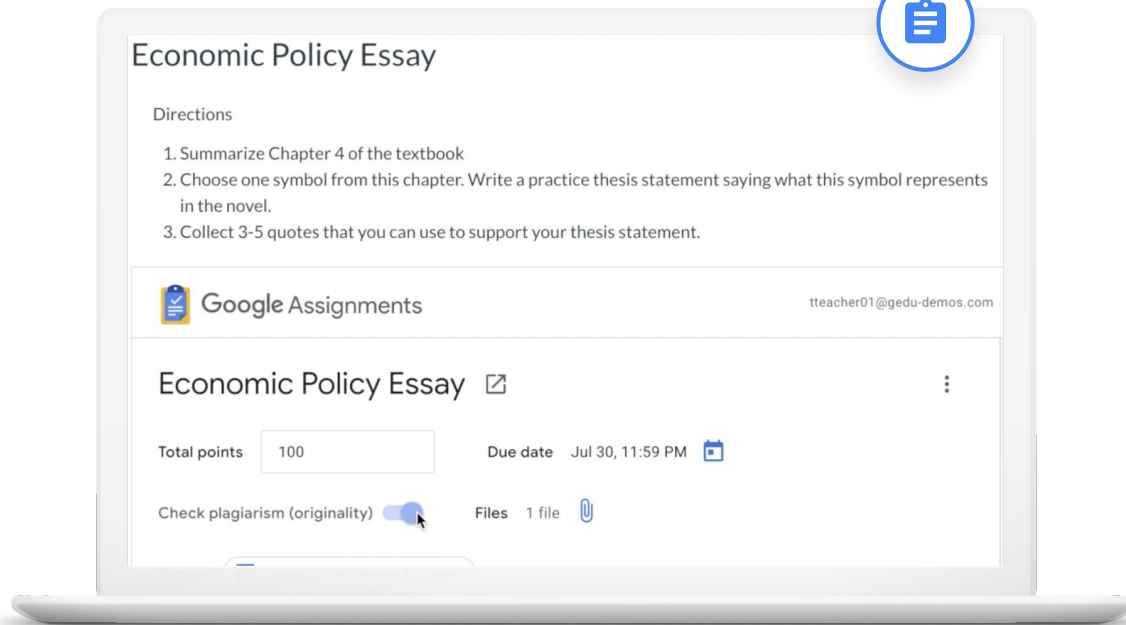 Economic Policy Essay
Directions
1. Summarize Chapter 4 of the textbook
2. Choose one symbol from this chapter. Write a practice thesis statement saying what this symbol represents
in the novel.
3. Collect 3-5 quotes that you can use to support your thesis statement.
Google Assignments tteacher01@gedu-demos.com
Economic Policy Essay
Total points 100 Due date Jul 30, 11:59 PM
Check plagiarism (originality) Files 1 file